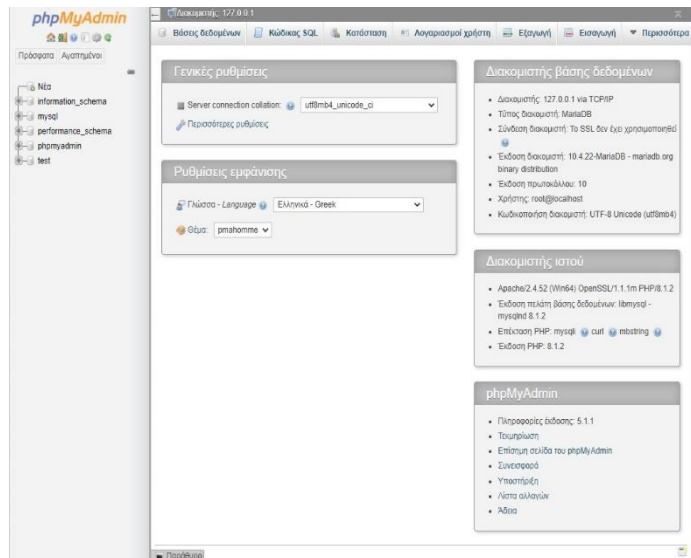 phpMyAdmin
Πρόσφατα Αγαπημένοι
Νέα
information_schema
mysql
performance_schema
phpmyadmin
test
Διακομιστής: 127.0.0.1
Βάσεις δεδομένων Κώδικας SQL Κατάσταση Λογαριασμοί χρήστη Εξαγωγή Εισαγωγή Περισσότερα
Γενικές ρυθμίσεις
Server connection collation: utf8mb4_unicode_ci
Περισσότερες ρυθμίσεις
Ρυθμίσεις εμφάνισης
Γλώσσα - Language Ελληνικά - Greek
Θέμα: pmahomme
Διακομιστής βάσης δεδομένων
Διακομιστής: 127.0.0.1 via TCP/IP
Τύπος διακομιστή: MariaDB
Σύνδεση διακομιστή: Το SSL δεν έχει χρησιμοποιηθεί
Έκδοση διακομιστή: 10.4.22-MariaDB - mariadb.org
binary distribution
Έκδοση πρωτοκόλλου: 10
Χρήστης: root@localhost
Κωδικοποίηση διακομιστή: UTF-8 Unicode (utf8mb4)
Διακομιστής ιστού
Apache/2.4.52 (Win64) OpenSSL/1.1.1m PHP/8.1.2
Έκδοση πελάτη βάσης δεδομένων: libmysql -
mysqlnd 8.1.2
Επέκταση PHP: mysqli curl mbstring
Έκδοση PHP: 8.1.2
phpMyAdmin
Πληροφορίες έκδοσης: 5.1.1
Τεκμηρίωση
Επίσημη σελίδα του phpMyAdmin
Συνεισφορά
Υποστήριξη
Λίστα αλλαγών
Άδεια
Παράθυρο